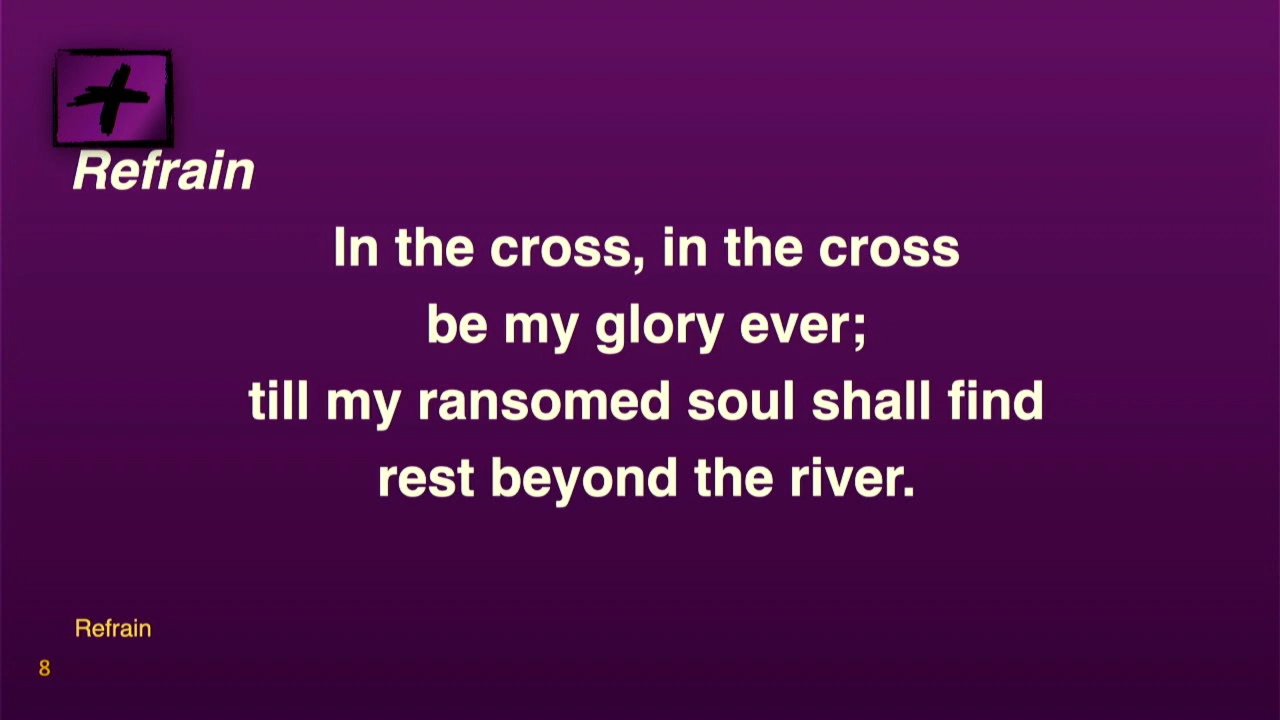 Refrain
In the cross, in the cross
be my glory ever;
till my ransomed soul shall find
rest beyond the river.
Refrain
8